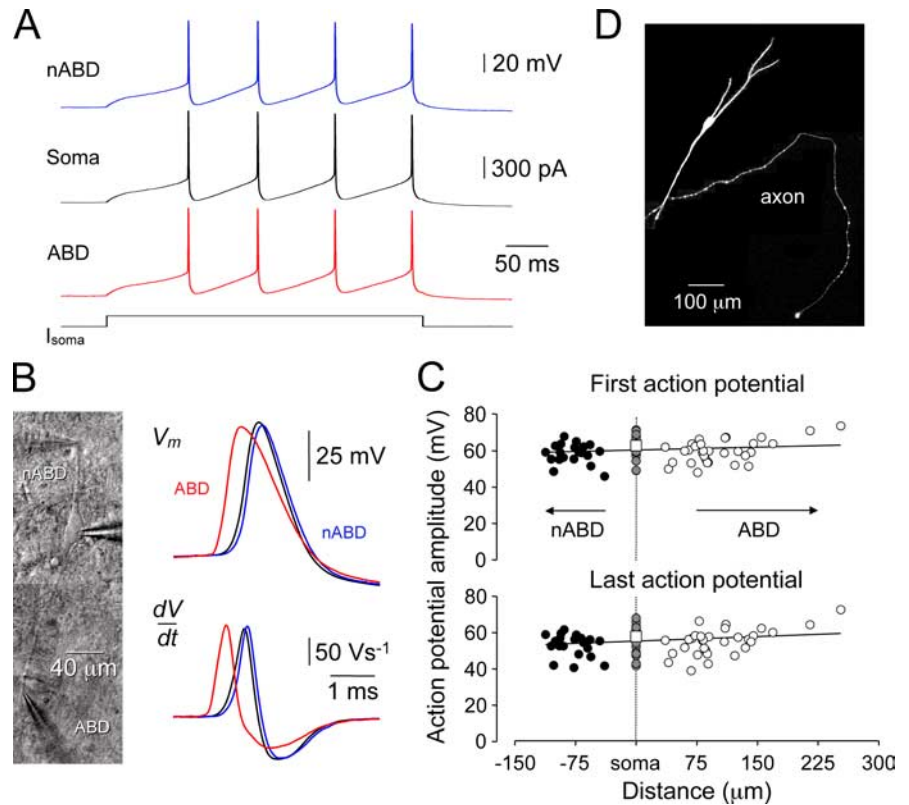 A
nABD
20 mV
Soma
300 pA
ABD
50 ms
Isoma
D
axon
100 μm
B
nABD
40 μm
ABD
Vm
25 mV
ABD
nABD
dV
dt
50 Vs-1
1 ms
C
First action potential
Action potential amplitude (mV)
80
60
40
20
0
nABD
ABD
Last action potential
80
60
40
20
0
-150 -75 soma 75 150 300
Distance (μm)